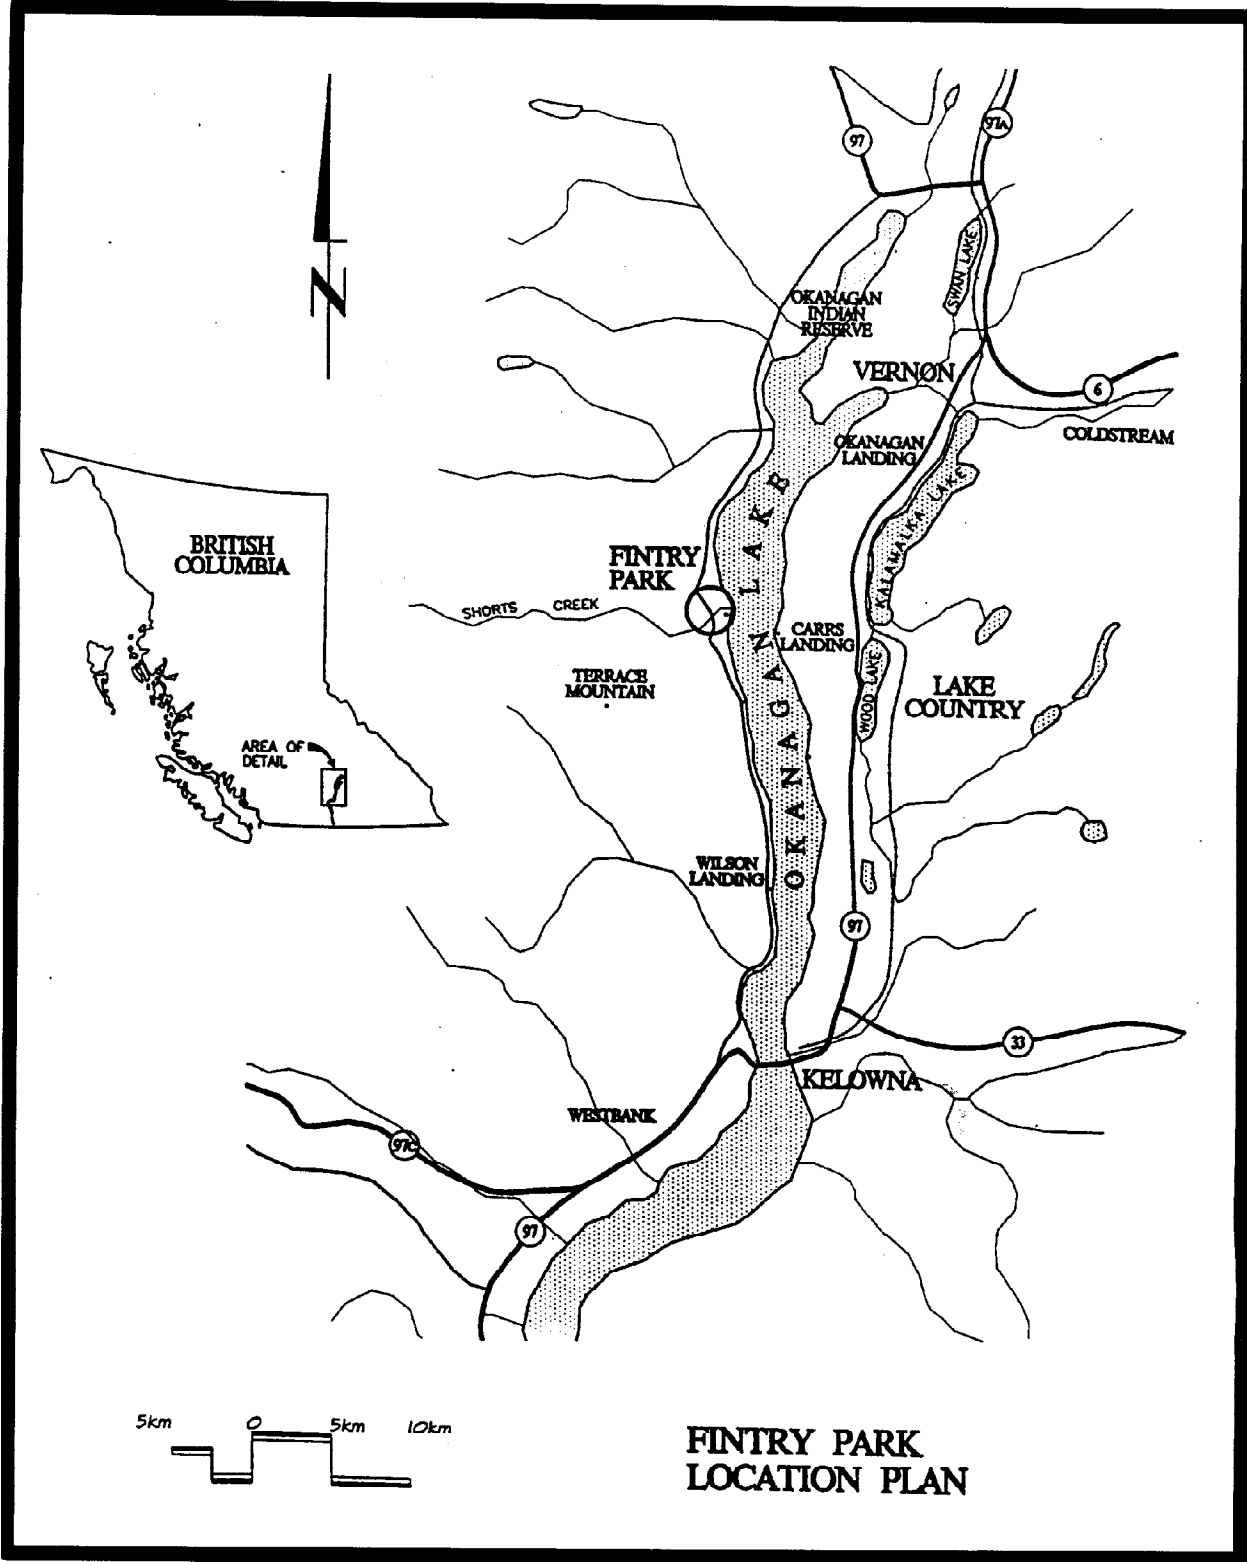 97
97A
N
SWAN LAKE
OKANAGAN
INDIAN
RESERVE
VERNON
6
COLDSTREAM
OKANAGAN
LANDING
KALAMALKA LAKE
BRITISH
COLUMBIA
FINTRY
PARK
SHORTS CREEK
CARRS
LANDING
TERRACE
MOUNTAIN
WOOD LAKE
LAKE
COUNTRY
OKANAGAN LAKE
AREA OF
DETAIL
WILSON
LANDING
97
33
KELOWNA
WESTBANK
97C
97
5km 0 5km 10km
FINTRY PARK
LOCATION PLAN